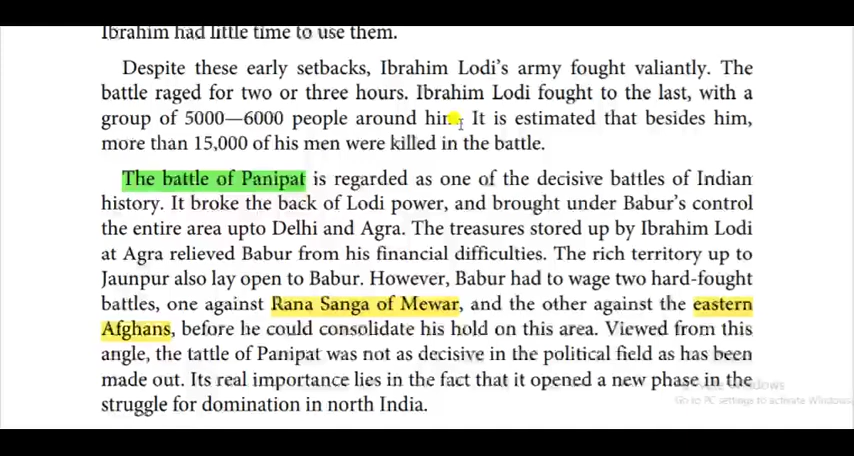 Ibrahim had little time to use them.
Despite these early setbacks, Ibrahim Lodi's army fought valiantly. The
battle raged for two or three hours. Ibrahim Lodi fought to the last, with a
group of 5000—6000 people around him. It is estimated that besides him,
more than 15,000 of his men were killed in the battle.
The battle of Panipat is regarded as one of the decisive battles of Indian
history. It broke the back of Lodi power, and brought under Babur's control
the entire area upto Delhi and Agra. The treasures stored up by Ibrahim Lodi
at Agra relieved Babur from his financial difficulties. The rich territory up to
Jaunpur also lay open to Babur. However, Babur had to wage two hard-fought
battles, one against Rana Sanga of Mewar, and the other against the eastern
Afghans, before he could consolidate his hold on this area. Viewed from this
angle, the tattle of Panipat was not as decisive in the political field as has been
made out. Its real importance lies in the fact that it opened a new phase in the
struggle for domination in north India.
Activate Windows
Go to PC settings to activate Windows